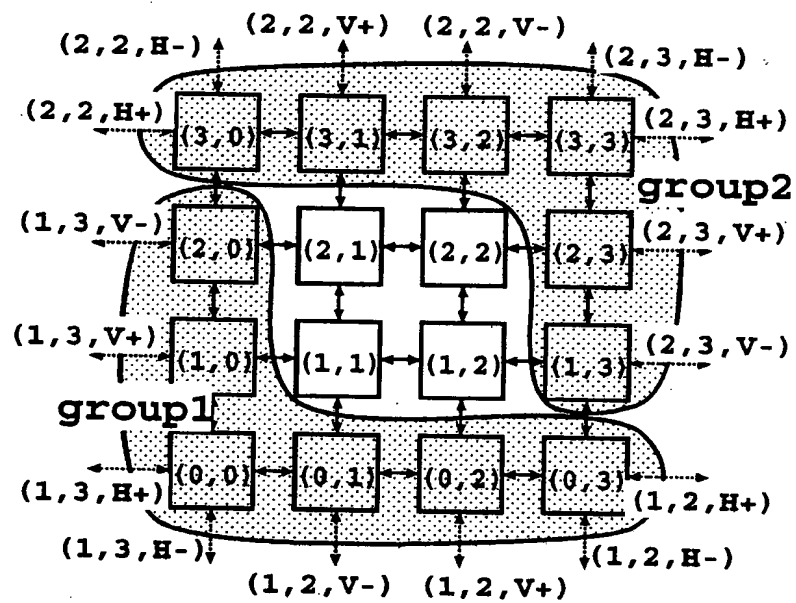 (2,2,V+) (2,2,V-)
(2,2,H-) (2,3,H-)
(2,2,H+) (3,0) (3,1) (3,2) (3,3) (2,3,H+)
group2
(1,3,V-) (2,0) (2,1) (2,2) (2,3) (2,3,V+)
(1,3,V+) (1,0) (1,1) (1,2) (1,3) (2,3,V-)
group1
(0,0) (0,1) (0,2) (0,3)
(1,3,H+) (1,2,H+)
(1,3,H-) (1,2,H-)
(1,2,V-) (1,2,V+)